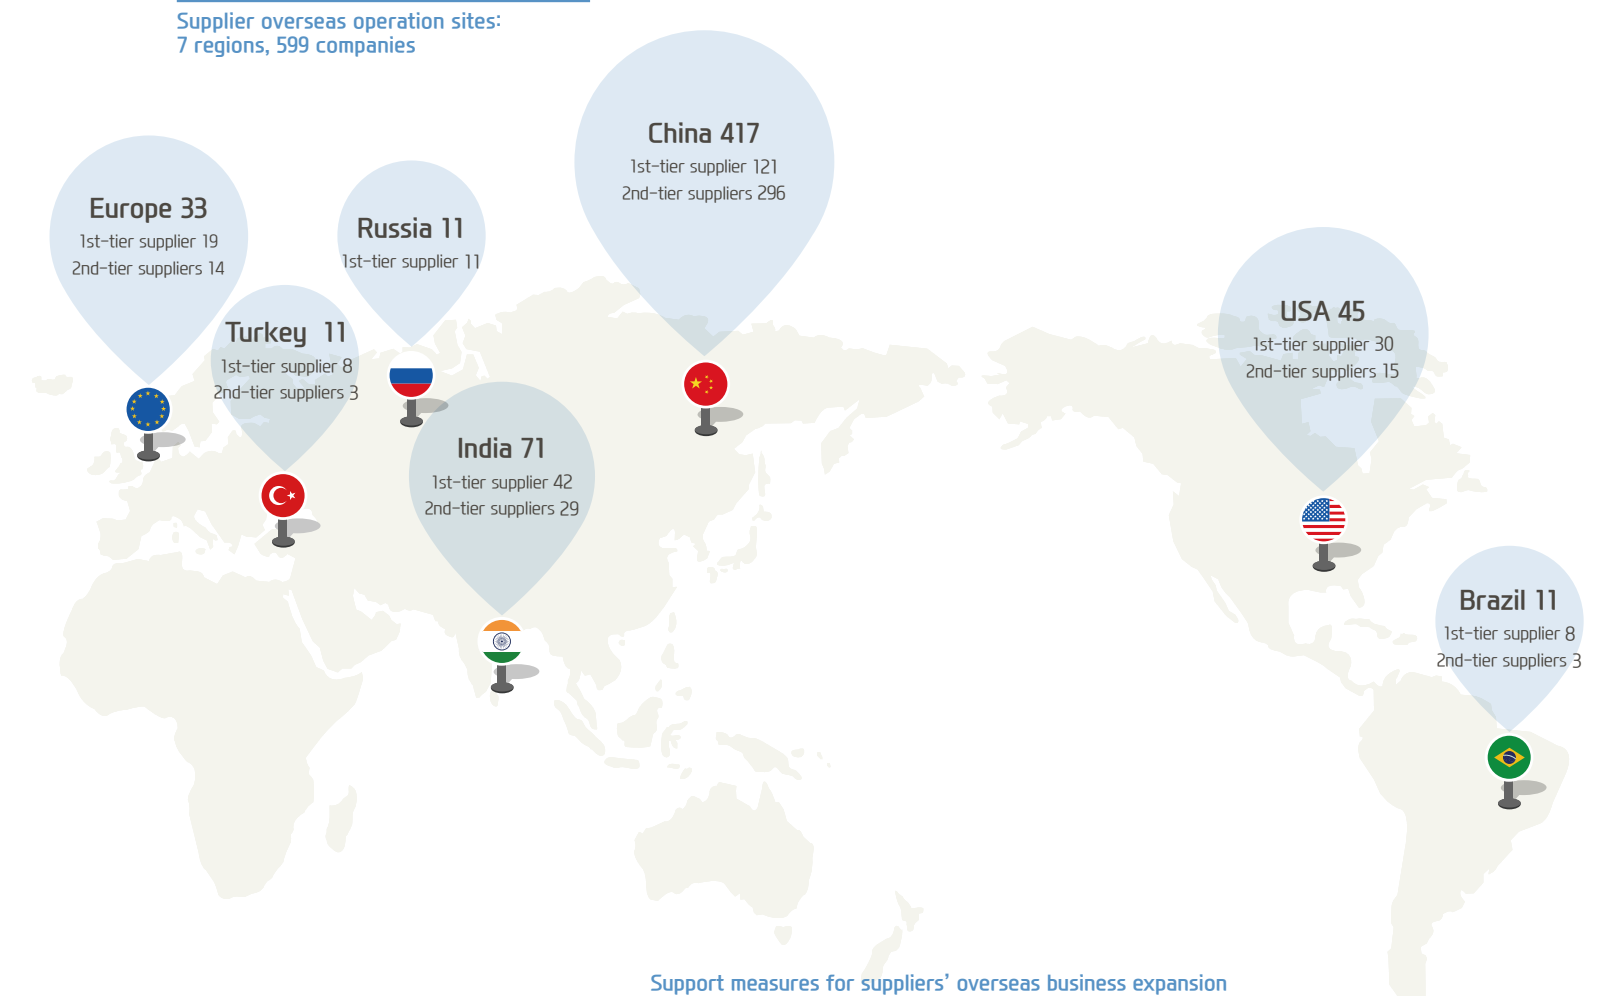 Supplier overseas operation sites:
7 regions, 599 companies
China 417
1st-tier supplier 121
2nd-tier suppliers 296
Europe 33
1st-tier supplier 19
2nd-tier suppliers 14
Russia 11
1st-tier supplier 11
Turkey 11
1st-tier supplier 8
2nd-tier suppliers 3
India 71
1st-tier supplier 42
2nd-tier suppliers 29
USA 45
1st-tier supplier 30
2nd-tier suppliers 15
Brazil 11
1st-tier supplier 8
2nd-tier suppliers 3
Support measures for suppliers’ overseas business expansion